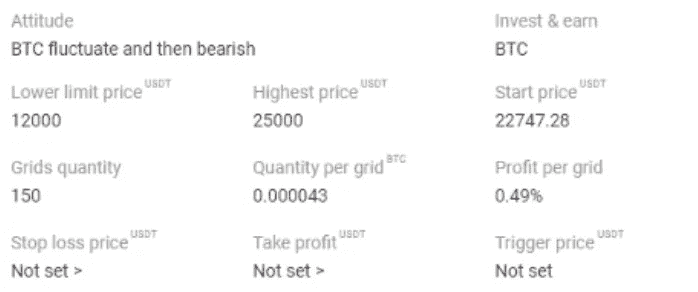 Attitude Invest & earn
BTC fluctuate and then bearish BTC
Lower limit price USDT Highest price USDT Start price USDT
12000 25000 22747.28
Grids quantity Quantity per grid BTC Profit per grid
150 0.000043 0.49%
Stop loss price USDT Take profit USDT Trigger price USDT
Not set > Not set > Not set